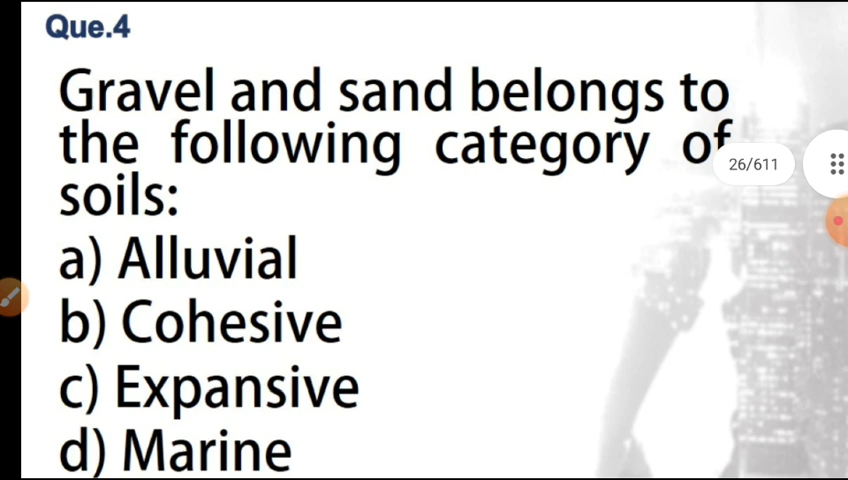 Que.4
Gravel and sand belongs to
the following category of
soils:
26/611
a) Alluvial
b) Cohesive
c) Expansive
d) Marine